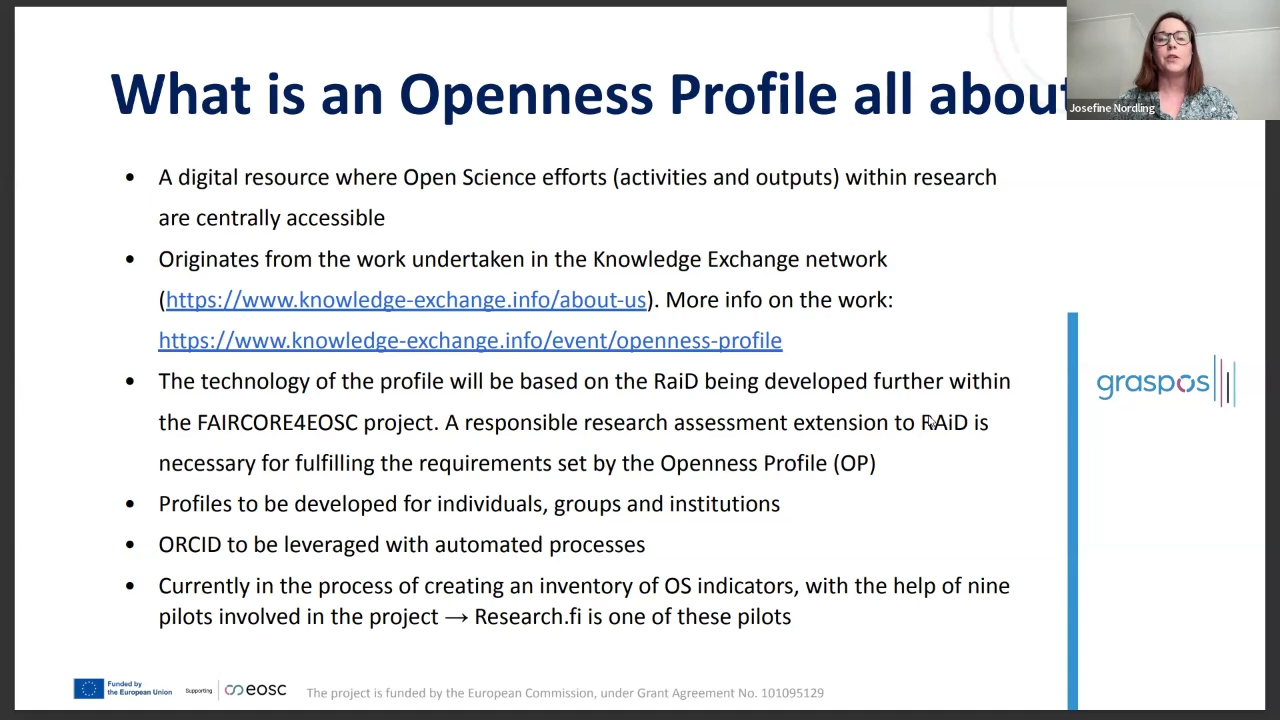 What is an Openness Profile all about
Josefine Nordling
• A digital resource where Open Science efforts (activities and outputs) within research
are centrally accessible
• Originates from the work undertaken in the Knowledge Exchange network
(https://www.knowledge-exchange.info/about-us). More info on the work:
https://www.knowledge-exchange.info/event/openness-profile
• The technology of the profile will be based on the RaiD being developed further within
the FAIRCORE4EOSC project. A responsible research assessment extension to RAiD is
necessary for fulfilling the requirements set by the Openness Profile (OP)
• Profiles to be developed for individuals, groups and institutions
• ORCID to be leveraged with automated processes
• Currently in the process of creating an inventory of OS indicators, with the help of nine
pilots involved in the project → Research.fi is one of these pilots
graspos
Funded by
the European Union
Supporting
eosc
The project is funded by the European Commission, under Grant Agreement No. 101095129